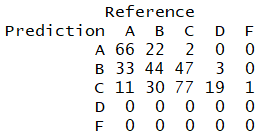 Reference
Prediction A B C D F
A 66 22 2 0 0
B 33 44 47 3 0
C 11 30 77 19 1
D 0 0 0 0 0
F 0 0 0 0 0